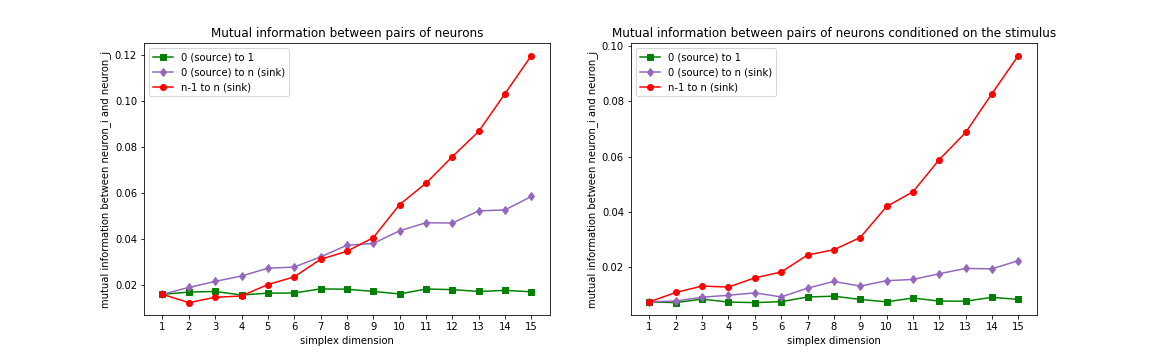 Mutual information between pairs of neurons
mutual information between neuron_i and neuron_j
0.12
0.10
0.08
0.06
0.04
0.02
0 (source) to 1
0 (source) to n (sink)
n-1 to n (sink)
1 2 3 4 5 6 7 8 9 10 11 12 13 14 15
simplex dimension
Mutual information between pairs of neurons conditioned on the stimulus
mutual information between neuron_i and neuron_j
0.10
0.08
0.06
0.04
0.02
0 (source) to 1
0 (source) to n (sink)
n-1 to n (sink)
1 2 3 4 5 6 7 8 9 10 11 12 13 14 15
simplex dimension